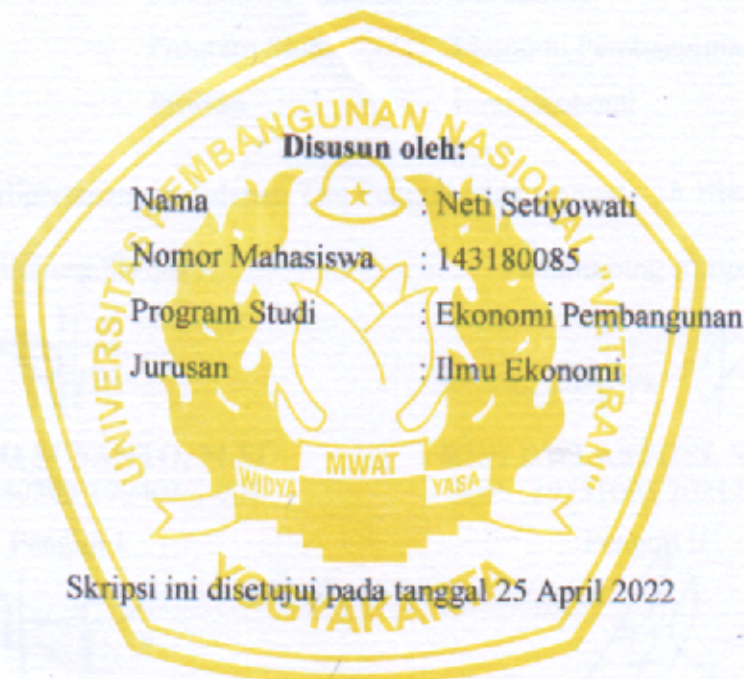 UNIVERSITAS PEMBANGUNAN NASIONAL "VETERAN"
Disusun oleh:
Nama : Neti Setiyowati
Nomor Mahasiswa : 143180085
Program Studi : Ekonomi Pembangunan
Jurusan : Ilmu Ekonomi
WIDYA MWAT YASA
YOGYAKARTA
Skripsi ini disetujui pada tanggal 25 April 2022